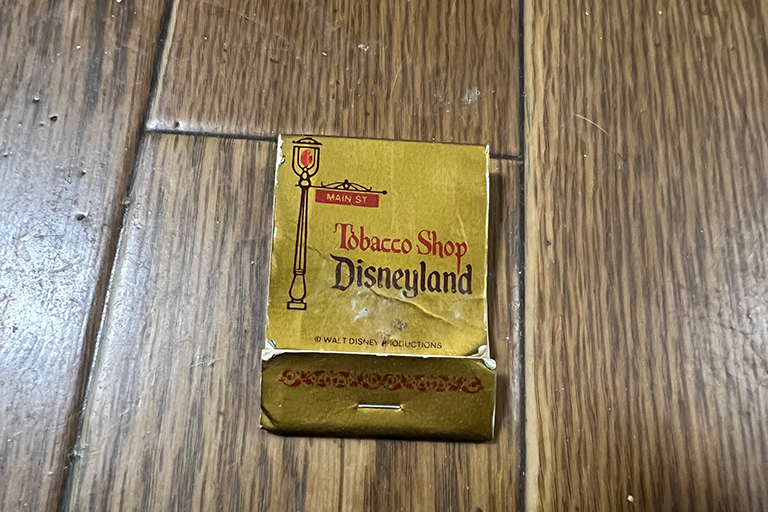 MAIN ST
Tobacco Shop
Disneyland
© WALT DISNEY PRODUCTIONS